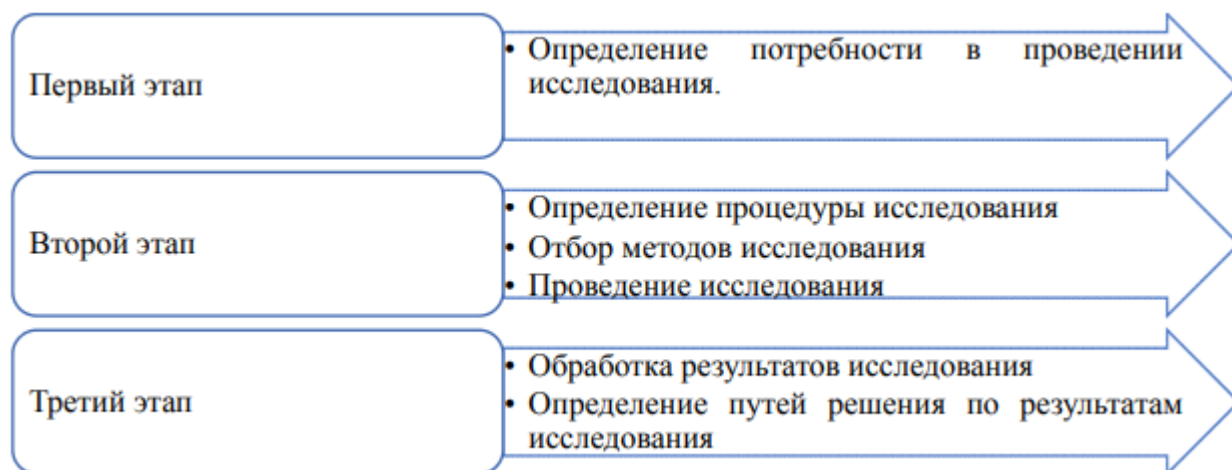 Первый этап
• Определение потребности в проведении
исследования.
Второй этап
• Определение процедуры исследования
• Отбор методов исследования
• Проведение исследования
Третий этап
• Обработка результатов исследования
• Определение путей решения по результатам
исследования